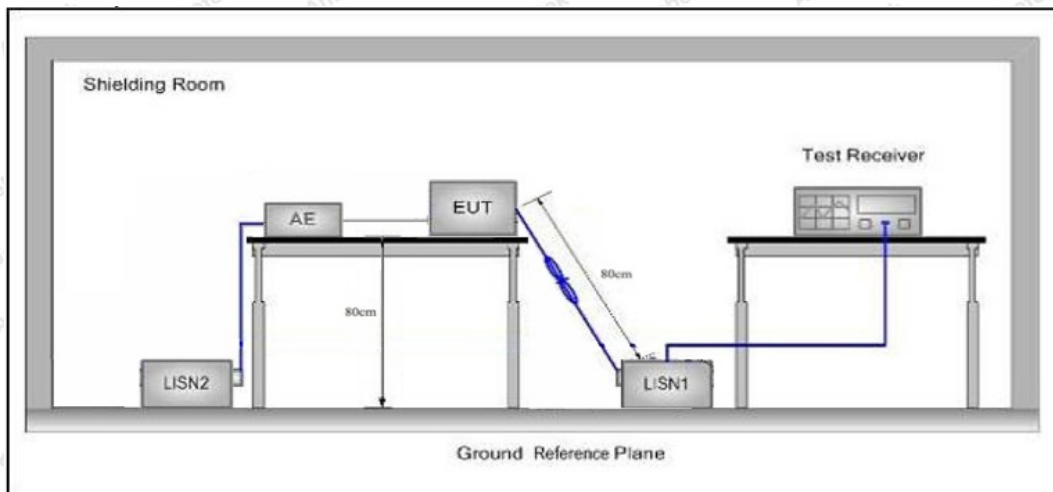 Shielding Room
Test Receiver
AE
EUT
80cm
80cm
LISN2
LISN1
Ground Reference Plane